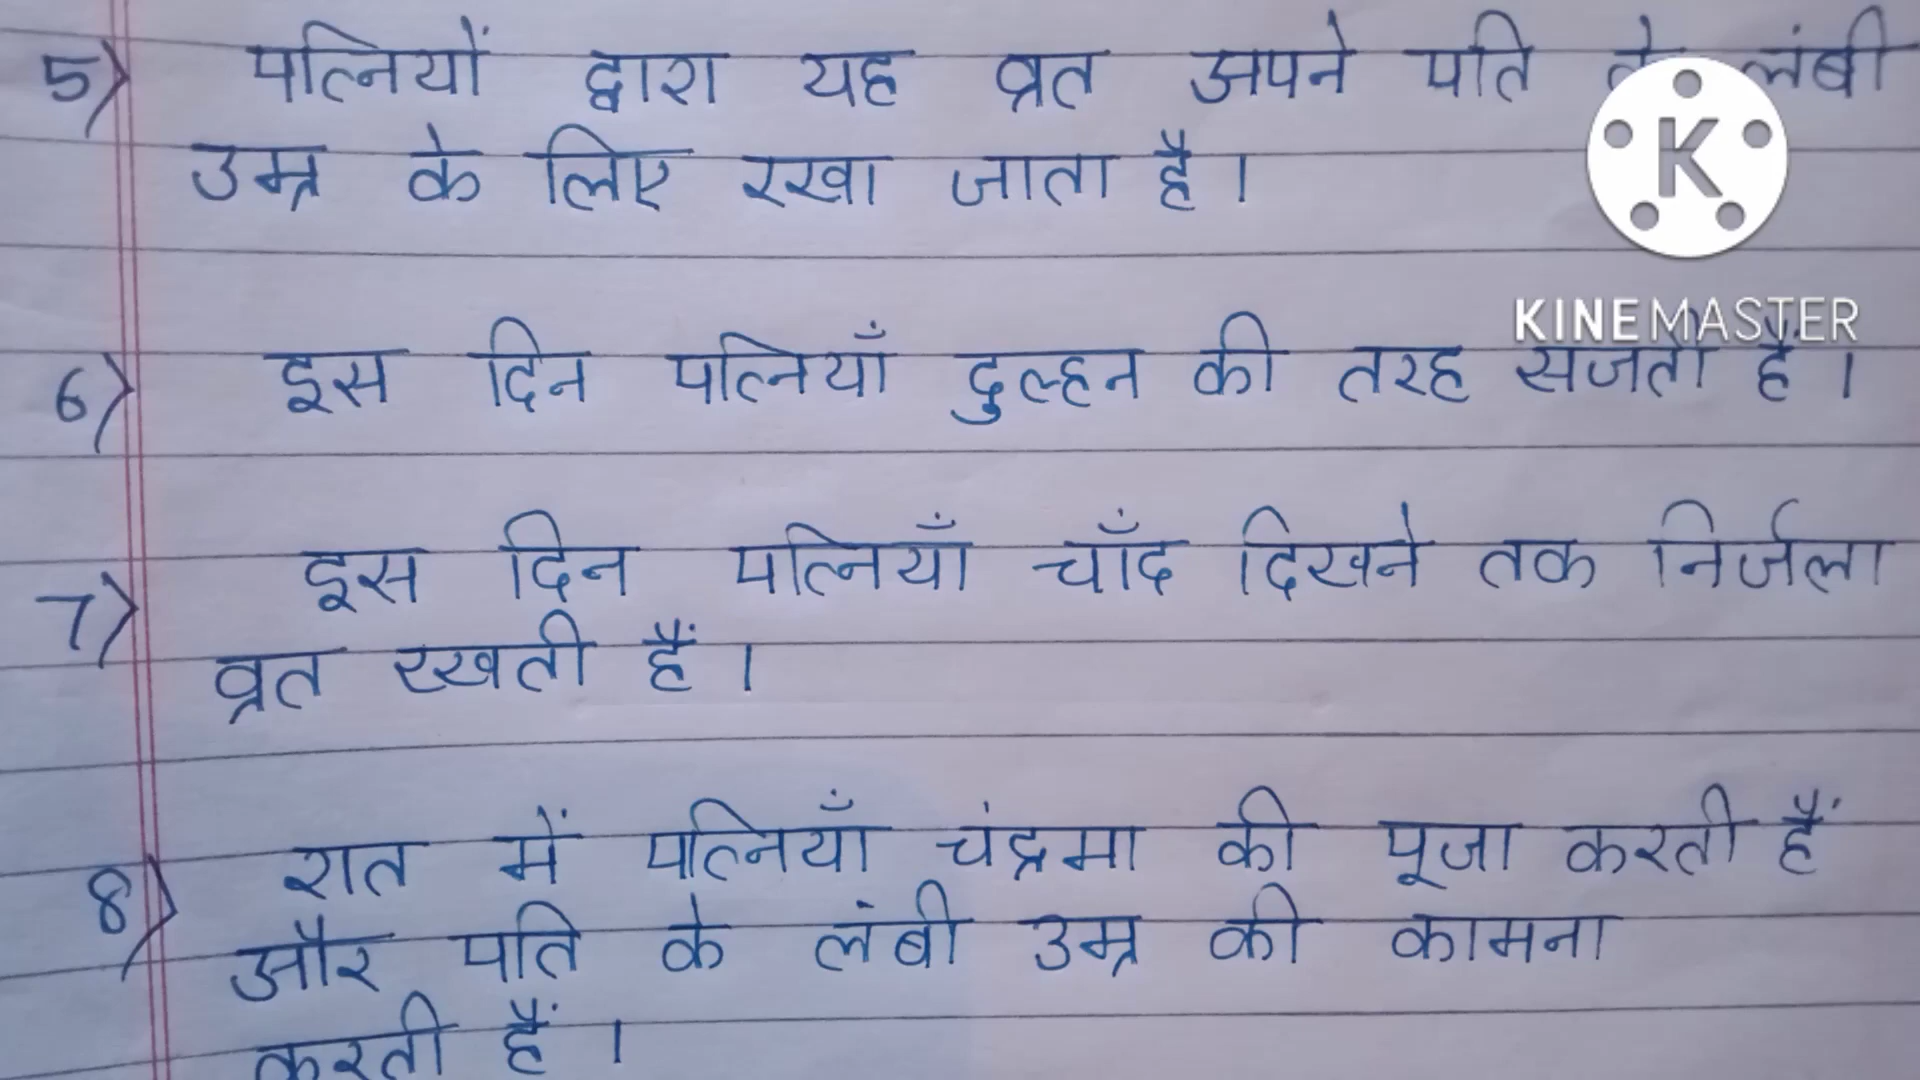 5) पत्नियों द्वारा यह व्रत अपने पति के लंबी
उम्र के लिए रखा जाता है।
KINEMASTER
6) इस दिन पत्नियाँ दुल्हन की तरह सजती हैं।
7) इस दिन पत्नियाँ चाँद दिखने तक निर्जला
व्रत रखती हैं।
8) रात में पत्नियाँ चंद्रमा की पूजा करती हैं
और पति के लंबी उम्र की कामना
करती हैं।